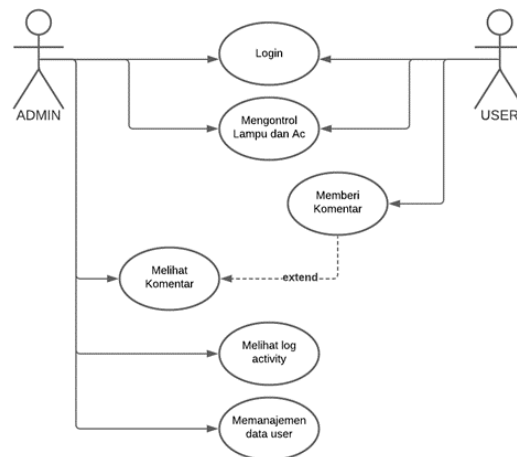 Login
ADMIN
USER
Mengontrol
Lampu dan Ac
Memberi
Komentar
Melihat
Komentar
extend
Melihat log
activity
Memanajemen
data user